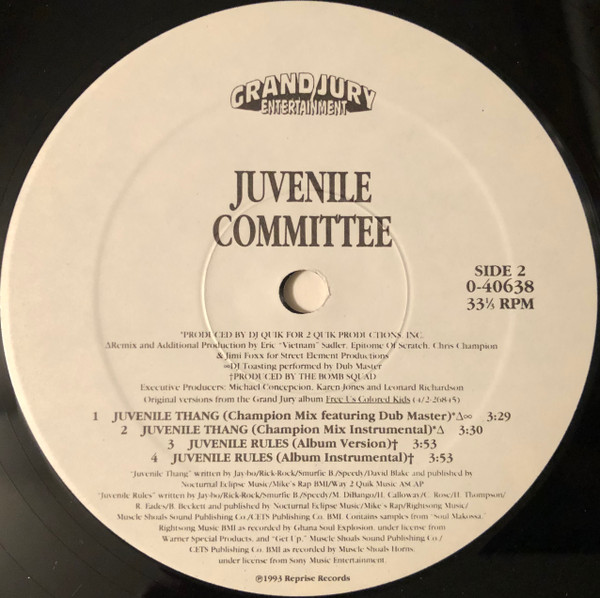 GRAND JURY
ENTERTAINMENT
JUVENILE
COMMITTEE
SIDE 2
0-40638
33⅓ RPM
*PRODUCED BY DJ QUIK FOR 2 QUIK PRODUCTIONS, INC.
ΔRemix and Additional Production by Eric "Vietnam" Sadler, Epitome Of Scratch, Chris Champion
& Jimi Foxx for Street Element Productions
∞DJ Toasting performed by Dub Master
†PRODUCED BY THE BOMB SQUAD
Executive Producers: Michael Concepcion, Karen Jones and Leonard Richardson
Original versions from the Grand Jury album Free Us Colored Kids (4/2-26845)
1 JUVENILE THANG (Champion Mix featuring Dub Master)*Δ∞ 3:29
2 JUVENILE THANG (Champion Mix Instrumental)*Δ 3:30
3 JUVENILE RULES (Album Version)† 3:53
4 JUVENILE RULES (Album Instrumental)† 3:53
"Juvenile Thang" written by Jay-bo/Rick-Rock/Smurfie B./Speedy/David Blake and published by
Nocturnal Eclipse Music/Mike's Rap BMI/Way 2 Quik Music ASCAP
"Juvenile Rules" written by Jay-bo/Rick-Rock/Smurfie B./Speedy/M. DiBango/H. Calloway/C. Rose/H. Thompson/
R. Eades/B. Beckett and published by Nocturnal Eclipse Music/Mike's Rap/Rightsong Music/
Muscle Shoals Sound Publishing Co./CETS Publishing Co. BMI. Contains samples from "Soul Makossa,"
Rightsong Music BMI as recorded by Ghana Soul Explosion, under license from
Warner Special Products, and "Get Up," Muscle Shoals Sound Publishing Co./
CETS Publishing Co. BMI as recorded by Muscle Shoals Horns,
under license from Sony Music Entertainment.
℗1993 Reprise Records